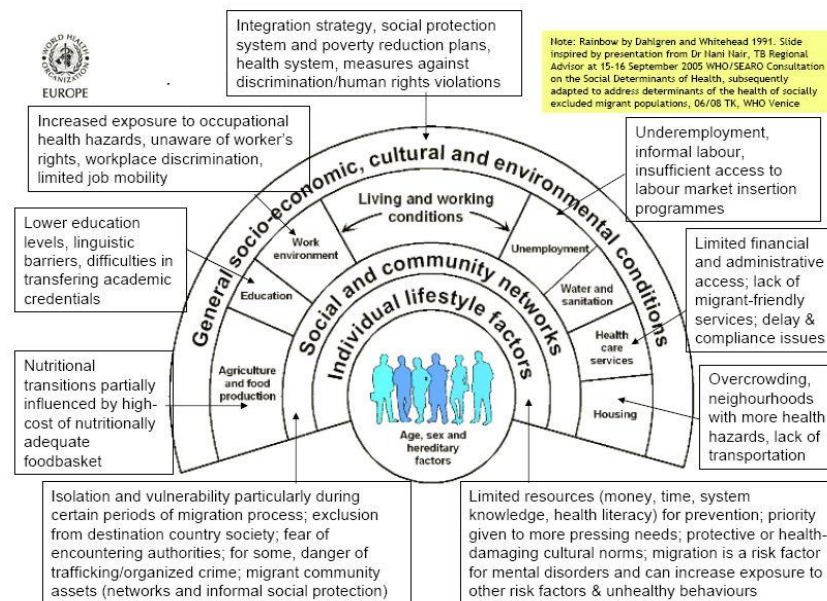 WORLD HEALTH
ORGANIZATION
EUROPE
Integration strategy, social protection
system and poverty reduction plans,
health system, measures against
discrimination/human rights violations
Note: Rainbow by Dahlgren and Whitehead 1991. Slide
inspired by presentation from Dr Nani Nair, TB Regional
Advisor at 15-16 September 2005 WHO/SEARO Consultation
on the Social Determinants of Health, subsequently
adapted to address determinants of the health of socially
excluded migrant populations, 06/08 TK, WHO Venice
Increased exposure to occupational
health hazards, unaware of worker's
rights, workplace discrimination,
limited job mobility
Underemployment,
informal labour,
insufficient access to
labour market insertion
programmes
Lower education
levels, linguistic
barriers, difficulties in
transfering academic
credentials
Limited financial
and administrative
access; lack of
migrant-friendly
services; delay &
compliance issues
Nutritional
transitions partially
influenced by high-
cost of nutritionally
adequate
foodbasket
Overcrowding,
neighourhoods
with more health
hazards, lack of
transportation
General socio-economic, cultural and environmental conditions
Living and working
conditions
Work
environment
Unemployment
Education
Water and
sanitation
Agriculture
and food
production
Health
care
services
Housing
Social and community networks
Individual lifestyle factors
Age, sex and
hereditary
factors
Isolation and vulnerability particularly during
certain periods of migration process; exclusion
from destination country society; fear of
encountering authorities; for some, danger of
trafficking/organized crime; migrant community
assets (networks and informal social protection)
Limited resources (money, time, system
knowledge, health literacy) for prevention; priority
given to more pressing needs; protective or health-
damaging cultural norms; migration is a risk factor
for mental disorders and can increase exposure to
other risk factors & unhealthy behaviours